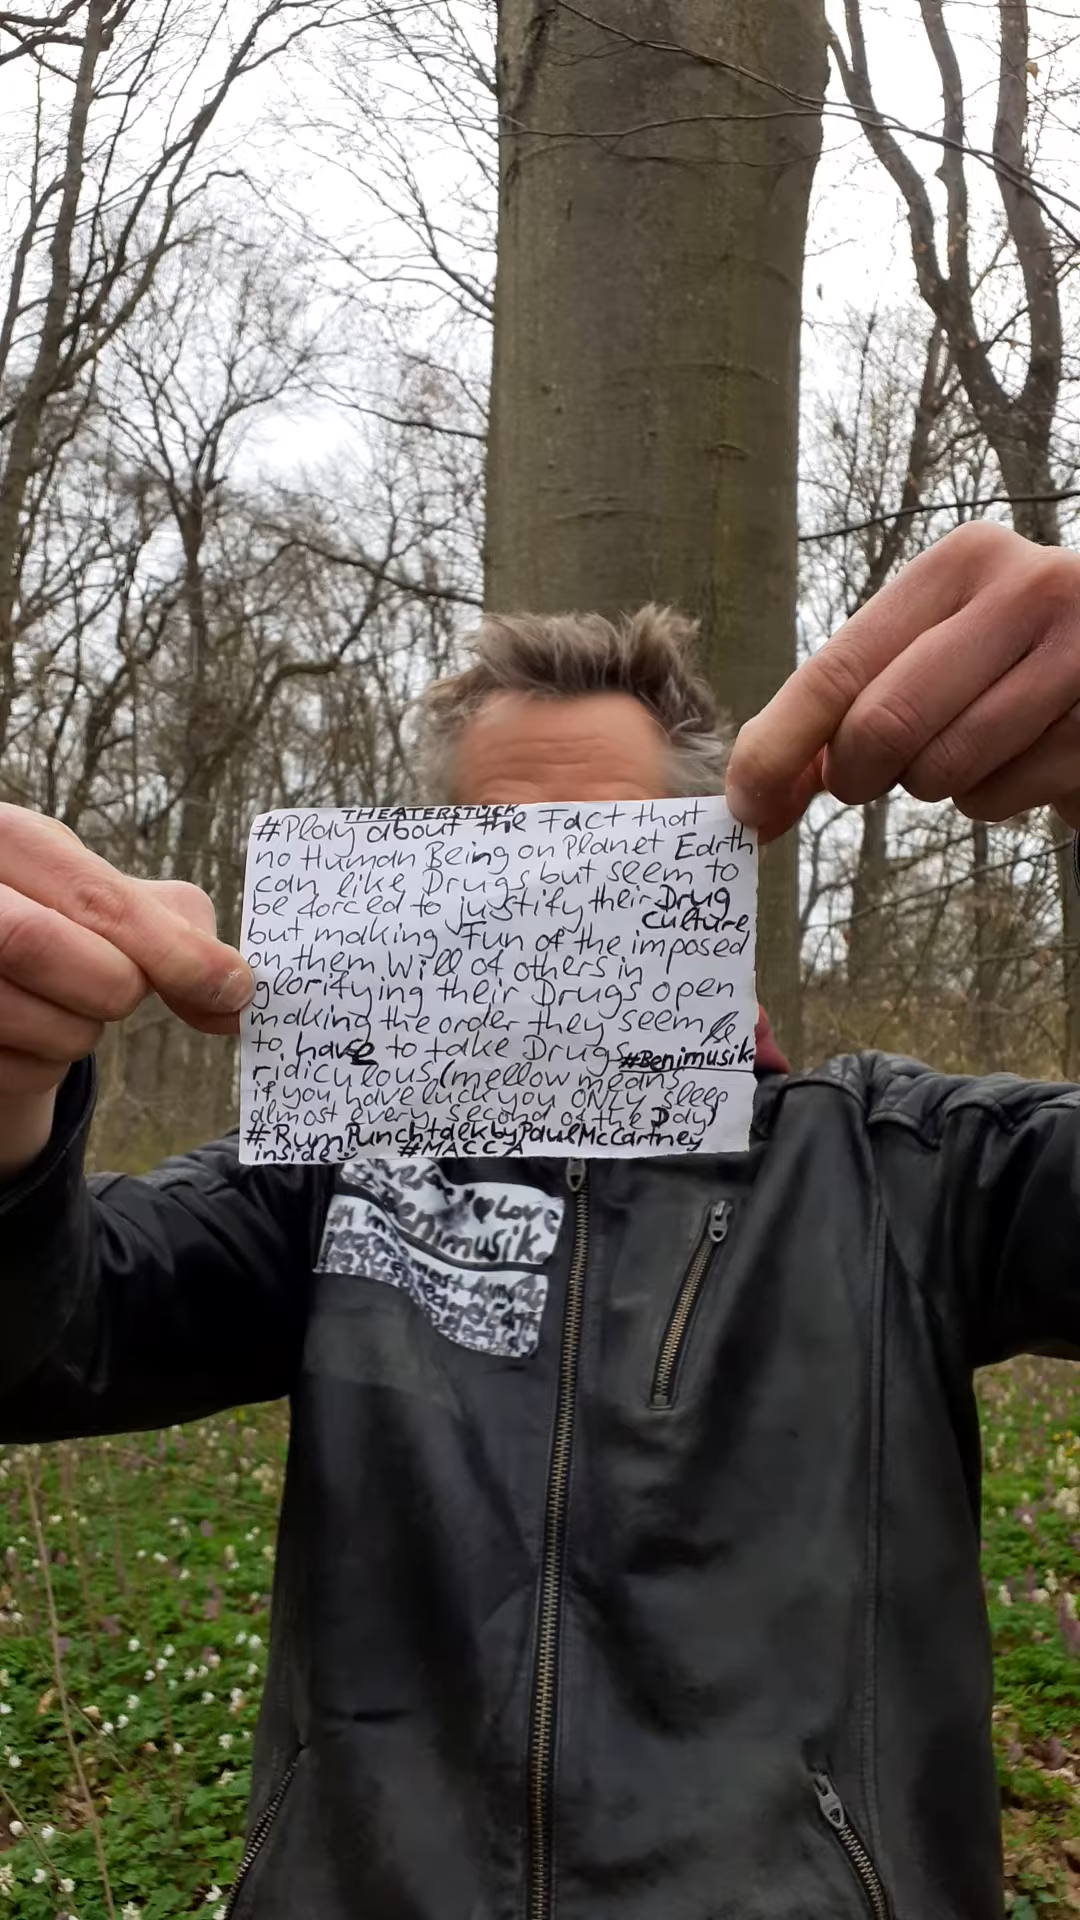 THEATERSTÜCK
#Play about the Fact that
no Human Being on Planet Earth
can like Drugs but seem to
be forced to justify their Drug
Culture
but making Fun of the imposed
on them Will of others in
glorifying their Drugs open
making the order they seem
to have to take Drugs #Benimusik.
ridiculous (mellow means
if you have luck you ONLY sleep
almost every second of the Day)
#RumPunchtalkbyPaulMcCartney
inside #MACCA
Love
#Benimusik.
most